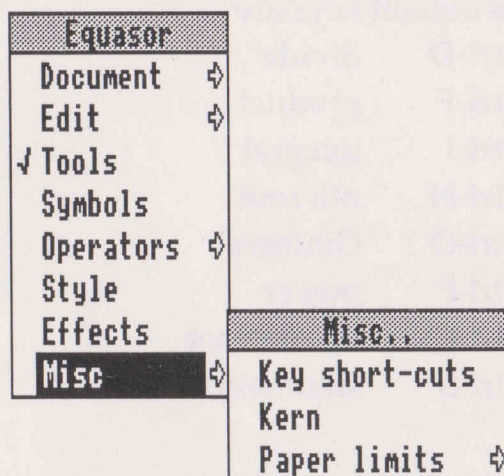 Equasor
Document ⇨
Edit ⇨
√ Tools
Symbols
Operators ⇨
Style
Effects
Misc ⇨
Misc..
Key short-cuts
Kern
Paper limits ⇨